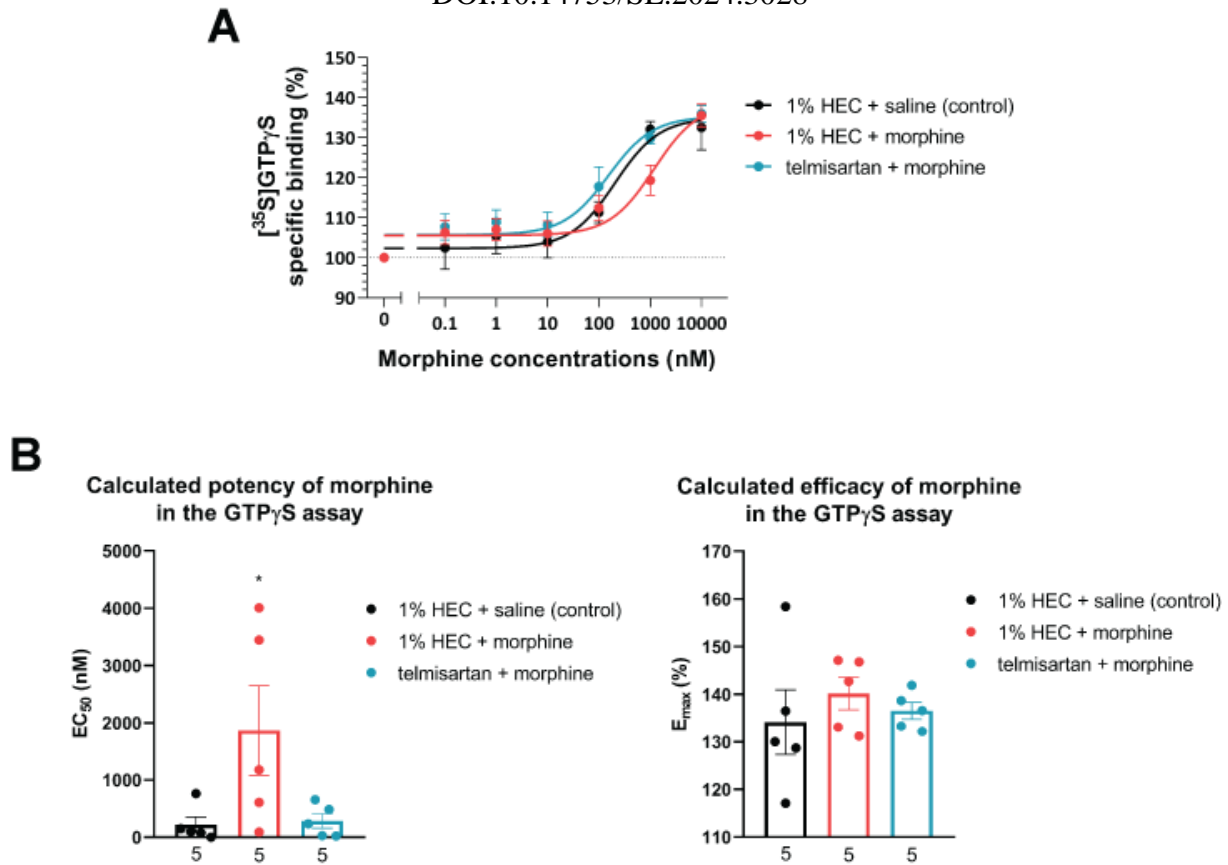 A
150
140
130
120
110
100
90
[³⁵S]GTPγS
specific binding (%)
0
0.1
1
10
100
1000
10000
Morphine concentrations (nM)
1% HEC + saline (control)
1% HEC + morphine
telmisartan + morphine
B
Calculated potency of morphine
in the GTPγS assay
5000
4000
3000
2000
1000
0
EC₅₀ (nM)
*
5
5
5
1% HEC + saline (control)
1% HEC + morphine
telmisartan + morphine
Calculated efficacy of morphine
in the GTPγS assay
170
160
150
140
130
120
110
Eₘₐₓ (%)
5
5
5
1% HEC + saline (control)
1% HEC + morphine
telmisartan + morphine